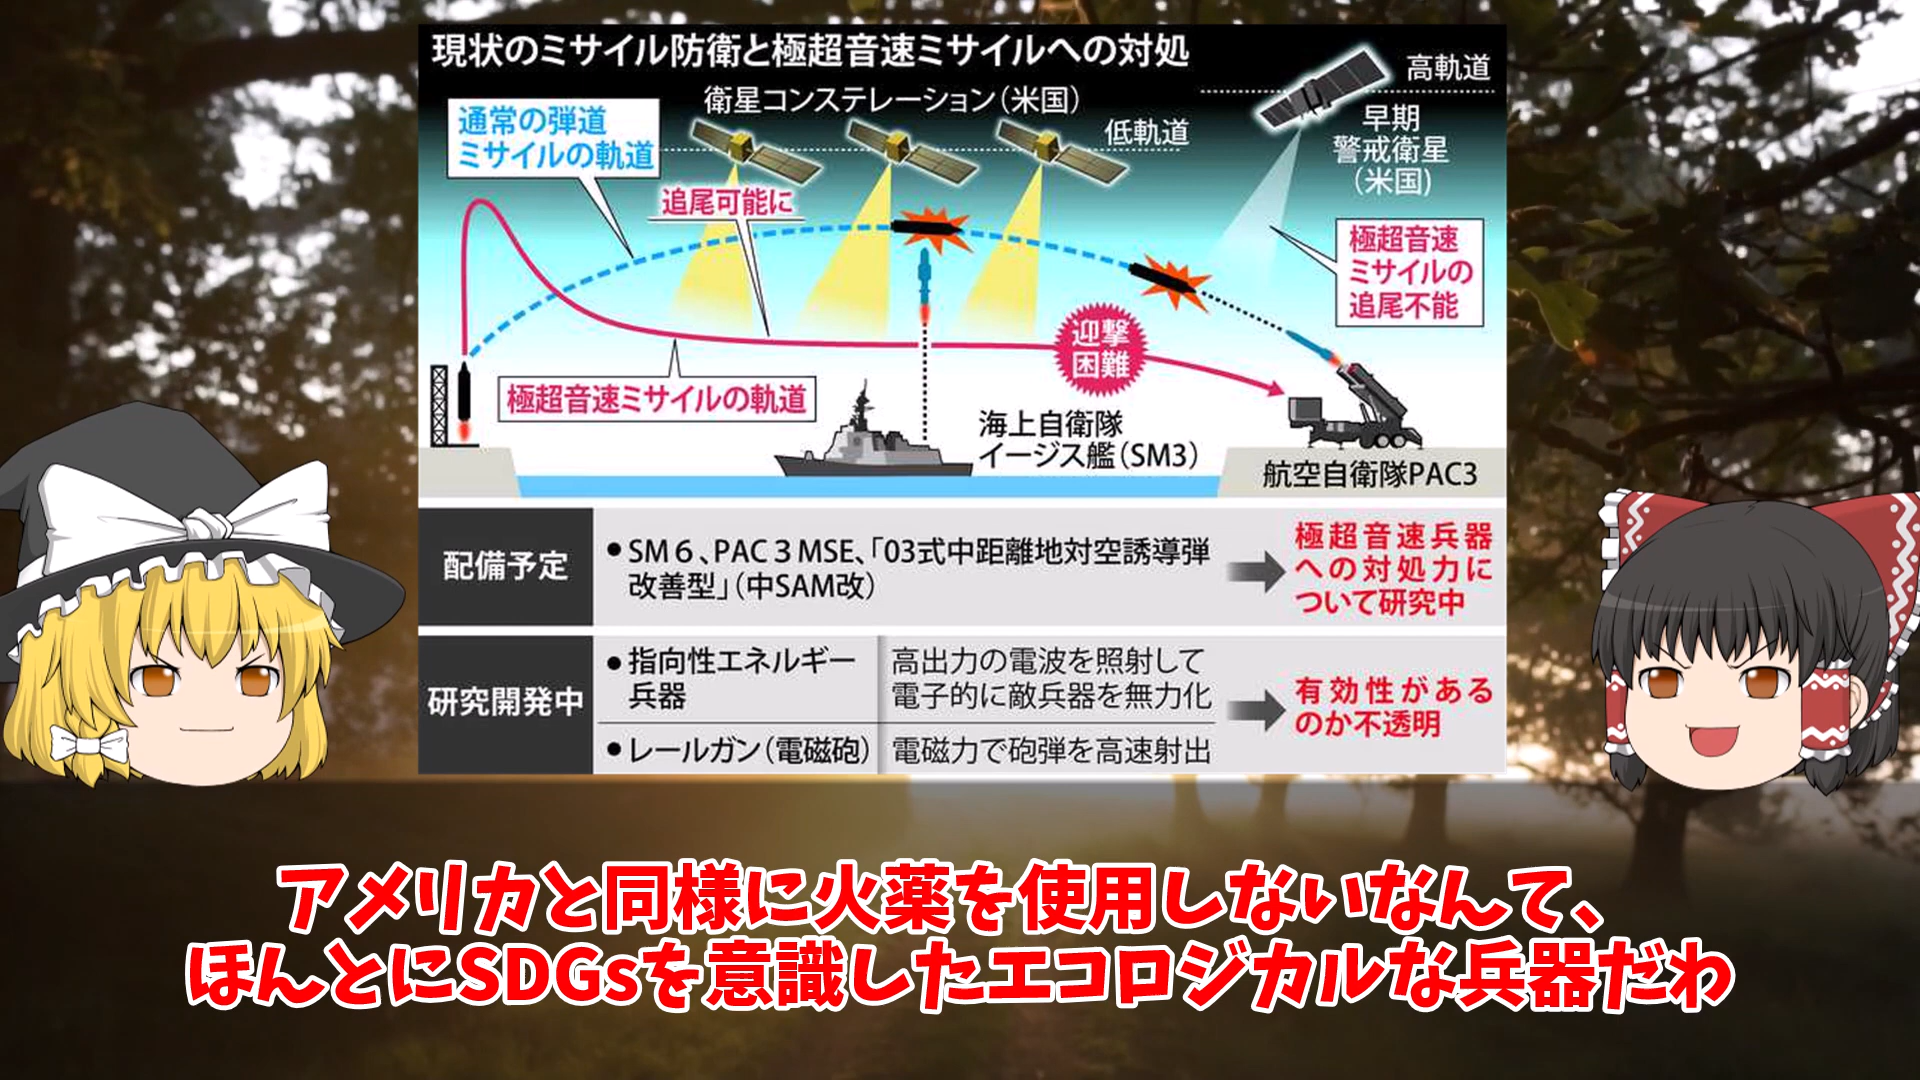 現状のミサイル防衛と極超音速ミサイルへの対処
衛星コンステレーション（米国）
高軌道
通常の弾道
ミサイルの軌道
低軌道
早期
警戒衛星
（米国）
追尾可能に
極超音速
ミサイルの
追尾不能
迎撃
困難
極超音速ミサイルの軌道
海上自衛隊
イージス艦（SM3）
航空自衛隊PAC3
配備予定
●SM６、PAC３MSE、「03式中距離地対空誘導弾
改善型」（中SAM改）
極超音速兵器
への対処力に
ついて研究中
研究開発中
●指向性エネルギー
兵器
高出力の電波を照射して
電子的に敵兵器を無力化
●レールガン（電磁砲）
電磁力で砲弾を高速射出
有効性がある
のか不透明
アメリカと同様に火薬を使用しないなんて、
ほんとにSDGsを意識したエコロジカルな兵器だわ